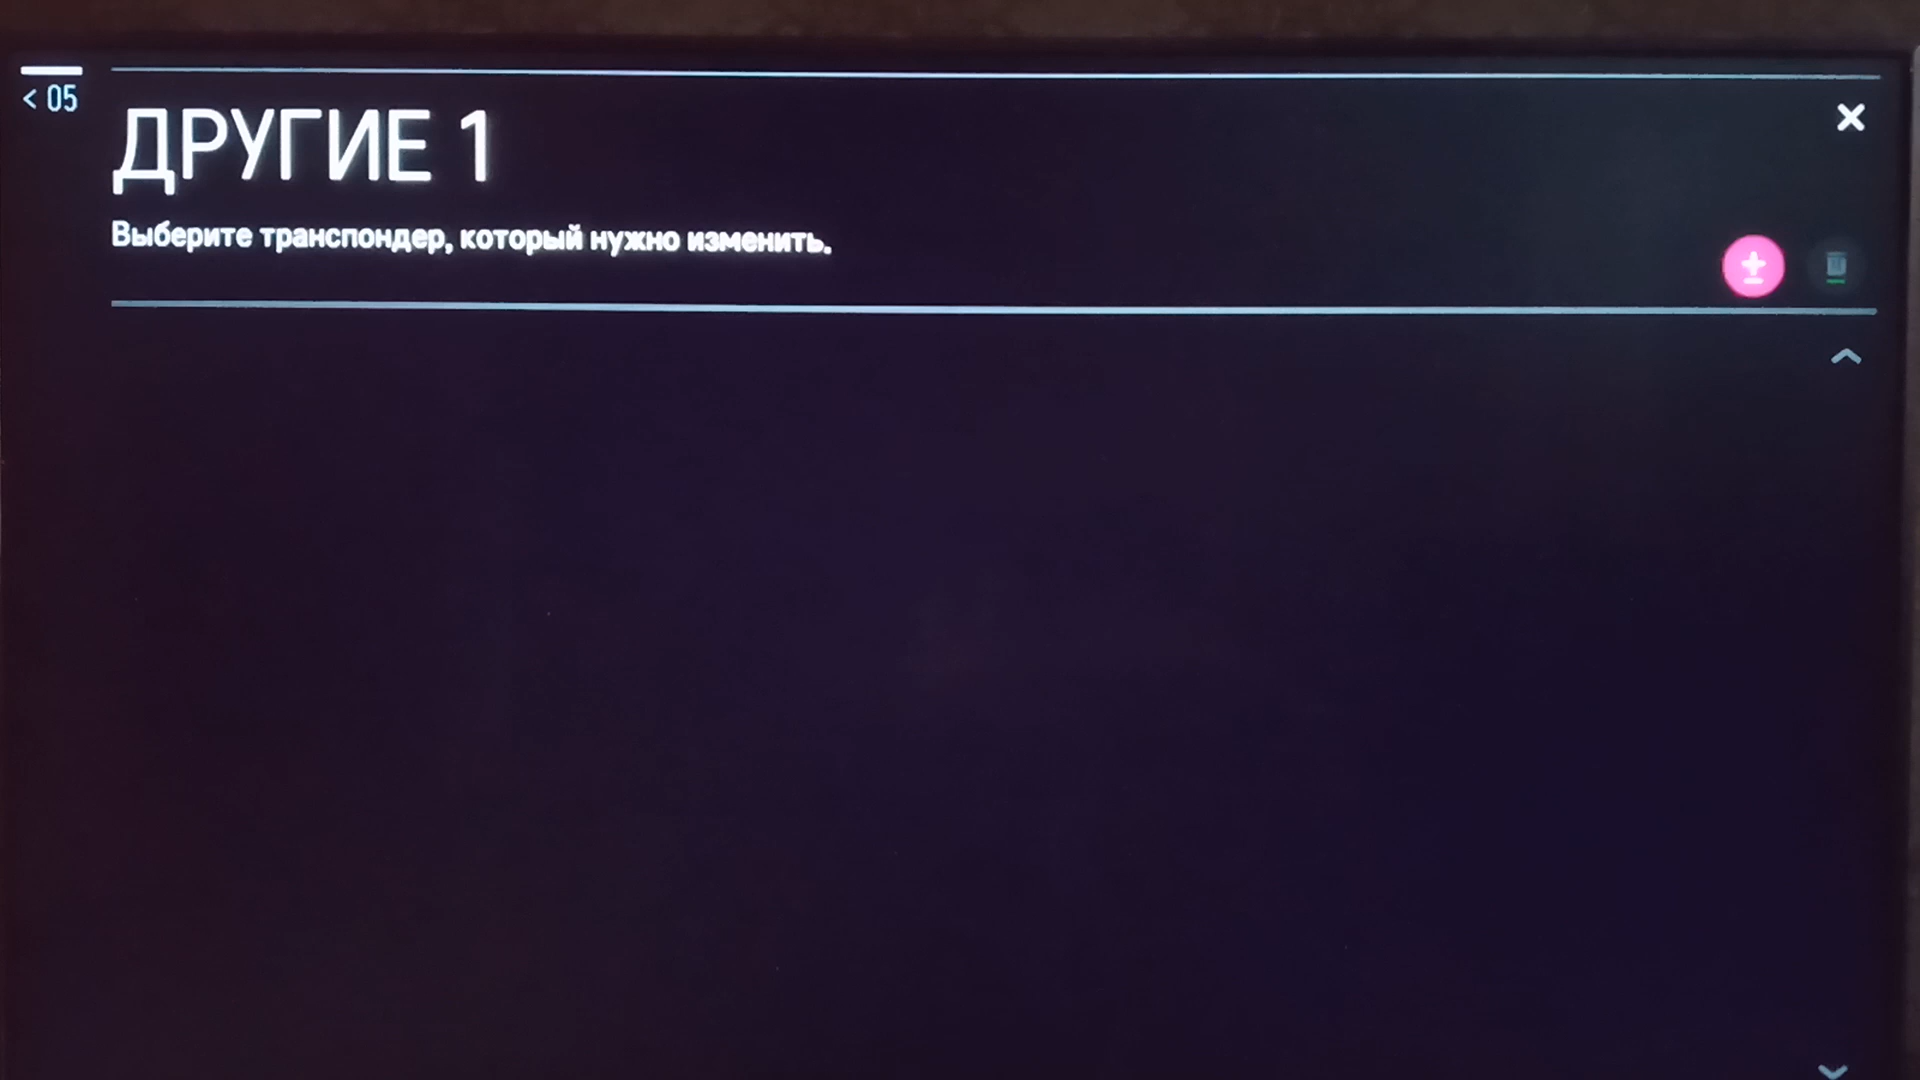 < 05
ДРУГИЕ 1
Выберите транспондер, который нужно изменить.